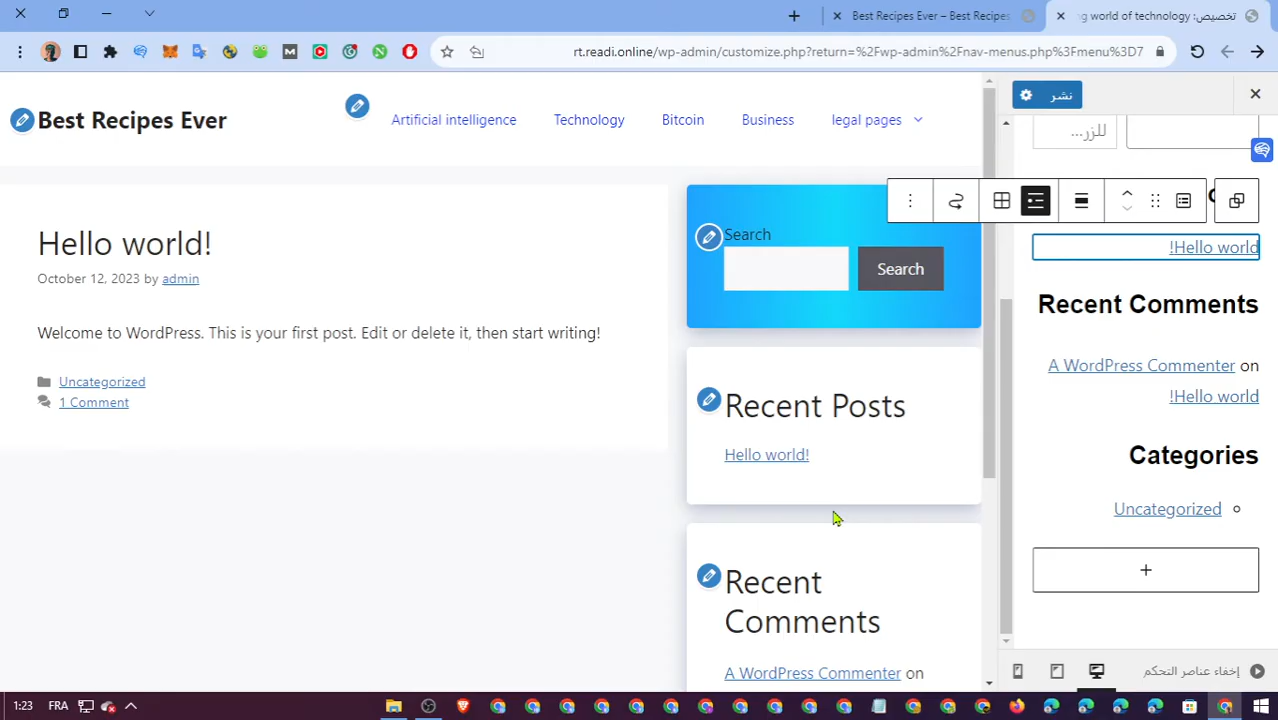 Best Recipes Ever – Best Recipes
تخصيص: ng world of technology
rt.readi.online/wp-admin/customize.php?return=%2Fwp-admin%2Fnav-menus.php%3Fmenu%3D7
Best Recipes Ever
Artificial intelligence
Technology
Bitcoin
Business
legal pages
نشر
للزر...
Hello world!
October 12, 2023 by admin
Welcome to WordPress. This is your first post. Edit or delete it, then start writing!
Uncategorized
1 Comment
Search
Search
Recent Posts
Hello world!
Recent
Comments
A WordPress Commenter on
!Hello world
Recent Comments
A WordPress Commenter on
!Hello world
Categories
Uncategorized
إخفاء عناصر التحكم
1:23
FRA